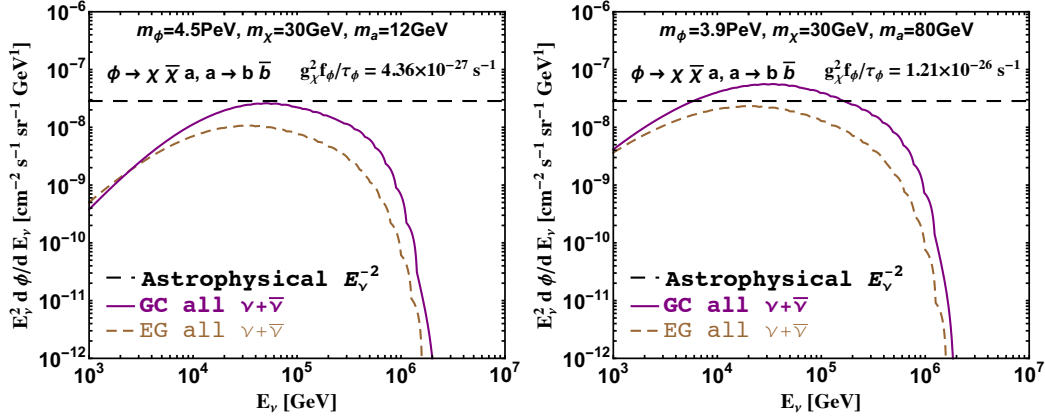 m_ϕ=4.5PeV, m_χ=30GeV, m_a=12GeV
ϕ → χ χ̅ a, a → b b̅ g_χ^2 f_ϕ/τ_ϕ = 4.36×10^−27 s^−1
Astrophysical E_ν^−2
GC all ν+ν̅
EG all ν+ν̅
E_ν^2 d ϕ/d E_ν [cm^−2 s^−1 sr^−1 GeV^1]
10^−6
10^−7
10^−8
10^−9
10^−10
10^−11
10^−12
10^3 10^4 10^5 10^6 10^7
E_ν [GeV]
m_ϕ=3.9PeV, m_χ=30GeV, m_a=80GeV
ϕ → χ χ̅ a, a → b b̅ g_χ^2 f_ϕ/τ_ϕ = 1.21×10^−26 s^−1
Astrophysical E_ν^−2
GC all ν+ν̅
EG all ν+ν̅
E_ν^2 d ϕ/d E_ν [cm^−2 s^−1 sr^−1 GeV^1]
10^−6
10^−7
10^−8
10^−9
10^−10
10^−11
10^−12
10^3 10^4 10^5 10^6 10^7
E_ν [GeV]